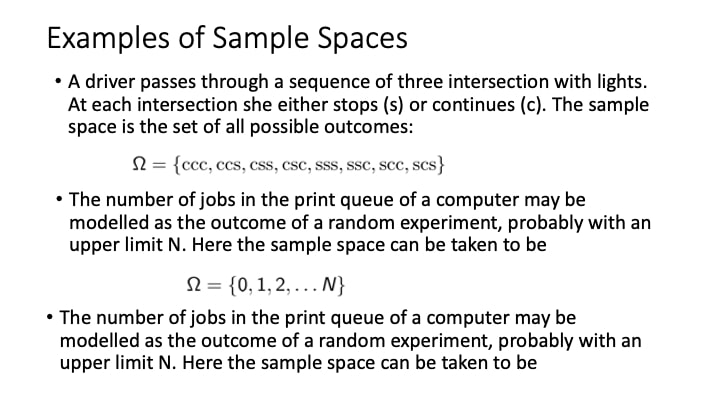 Examples of Sample Spaces
• A driver passes through a sequence of three intersection with lights.
At each intersection she either stops (s) or continues (c). The sample
space is the set of all possible outcomes:
Ω = {ccc, ccs, css, csc, sss, ssc, scc, scs}
• The number of jobs in the print queue of a computer may be
modelled as the outcome of a random experiment, probably with an
upper limit N. Here the sample space can be taken to be
Ω = {0, 1, 2, . . . N}
• The number of jobs in the print queue of a computer may be
modelled as the outcome of a random experiment, probably with an
upper limit N. Here the sample space can be taken to be